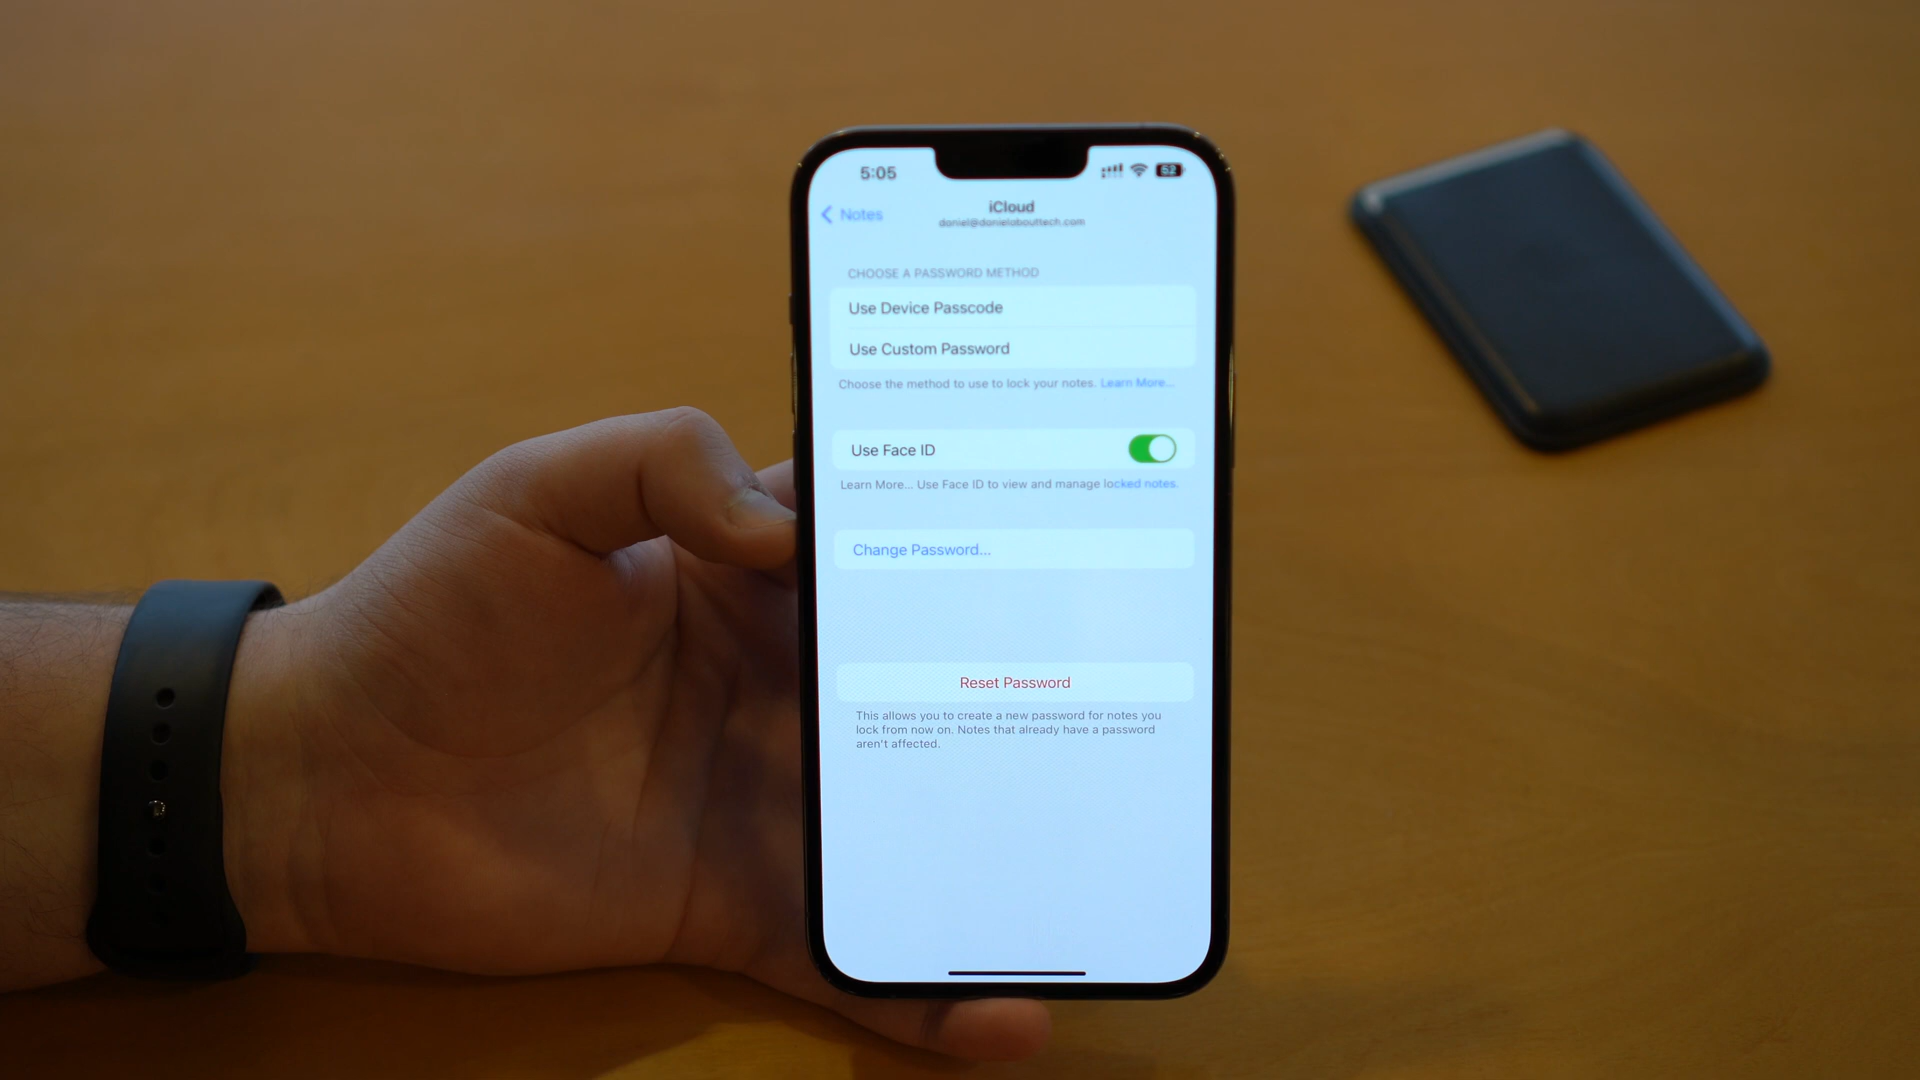 5:05
52
Notes
iCloud
daniel@danielabouttech.com
CHOOSE A PASSWORD METHOD
Use Device Passcode
Use Custom Password
Choose the method to use to lock your notes. Learn More...
Use Face ID
Learn More... Use Face ID to view and manage locked notes.
Change Password...
Reset Password
This allows you to create a new password for notes you
lock from now on. Notes that already have a password
aren't affected.